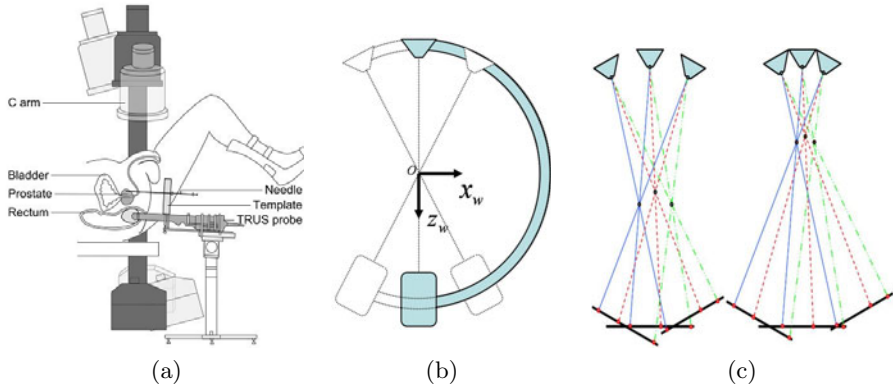 C arm
Bladder
Prostate
Rectum
Needle
Template
TRUS probe
O
x_w
z_w
(a)
(b)
(c)